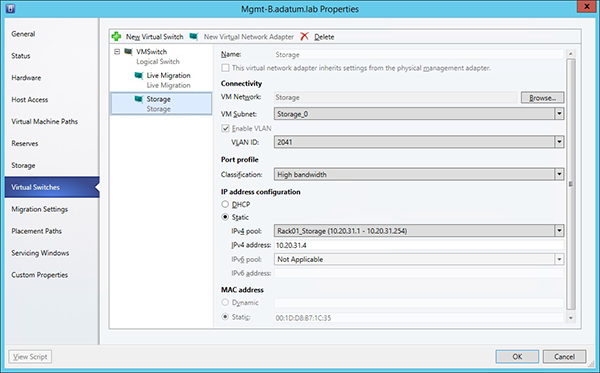 Mgmt-B.adatum.lab Properties
General
Status
Hardware
Host Access
Virtual Machine Paths
Reserves
Storage
Virtual Switches
Migration Settings
Placement Paths
Servicing Windows
Custom Properties
New Virtual Switch New Virtual Network Adapter Delete
VMSwitch
Logical Switch
Live Migration
Live Migration
Storage
Storage
Name: Storage
This virtual network adapter inherits settings from the physical management adapter.
Connectivity
VM Network: Storage Browse...
VM Subnet: Storage_0
Enable VLAN
VLAN ID: 2041
Port profile
Classification: High bandwidth
IP address configuration
DHCP
Static
IPv4 pool: Rack01_Storage (10.20.31.1 - 10.20.31.254)
IPv4 address: 10.20.31.4
IPv6 pool: Not Applicable
IPv6 address:
MAC address
Dynamic
Static: 00:1D:D8:B7:1C:35
View Script OK Cancel